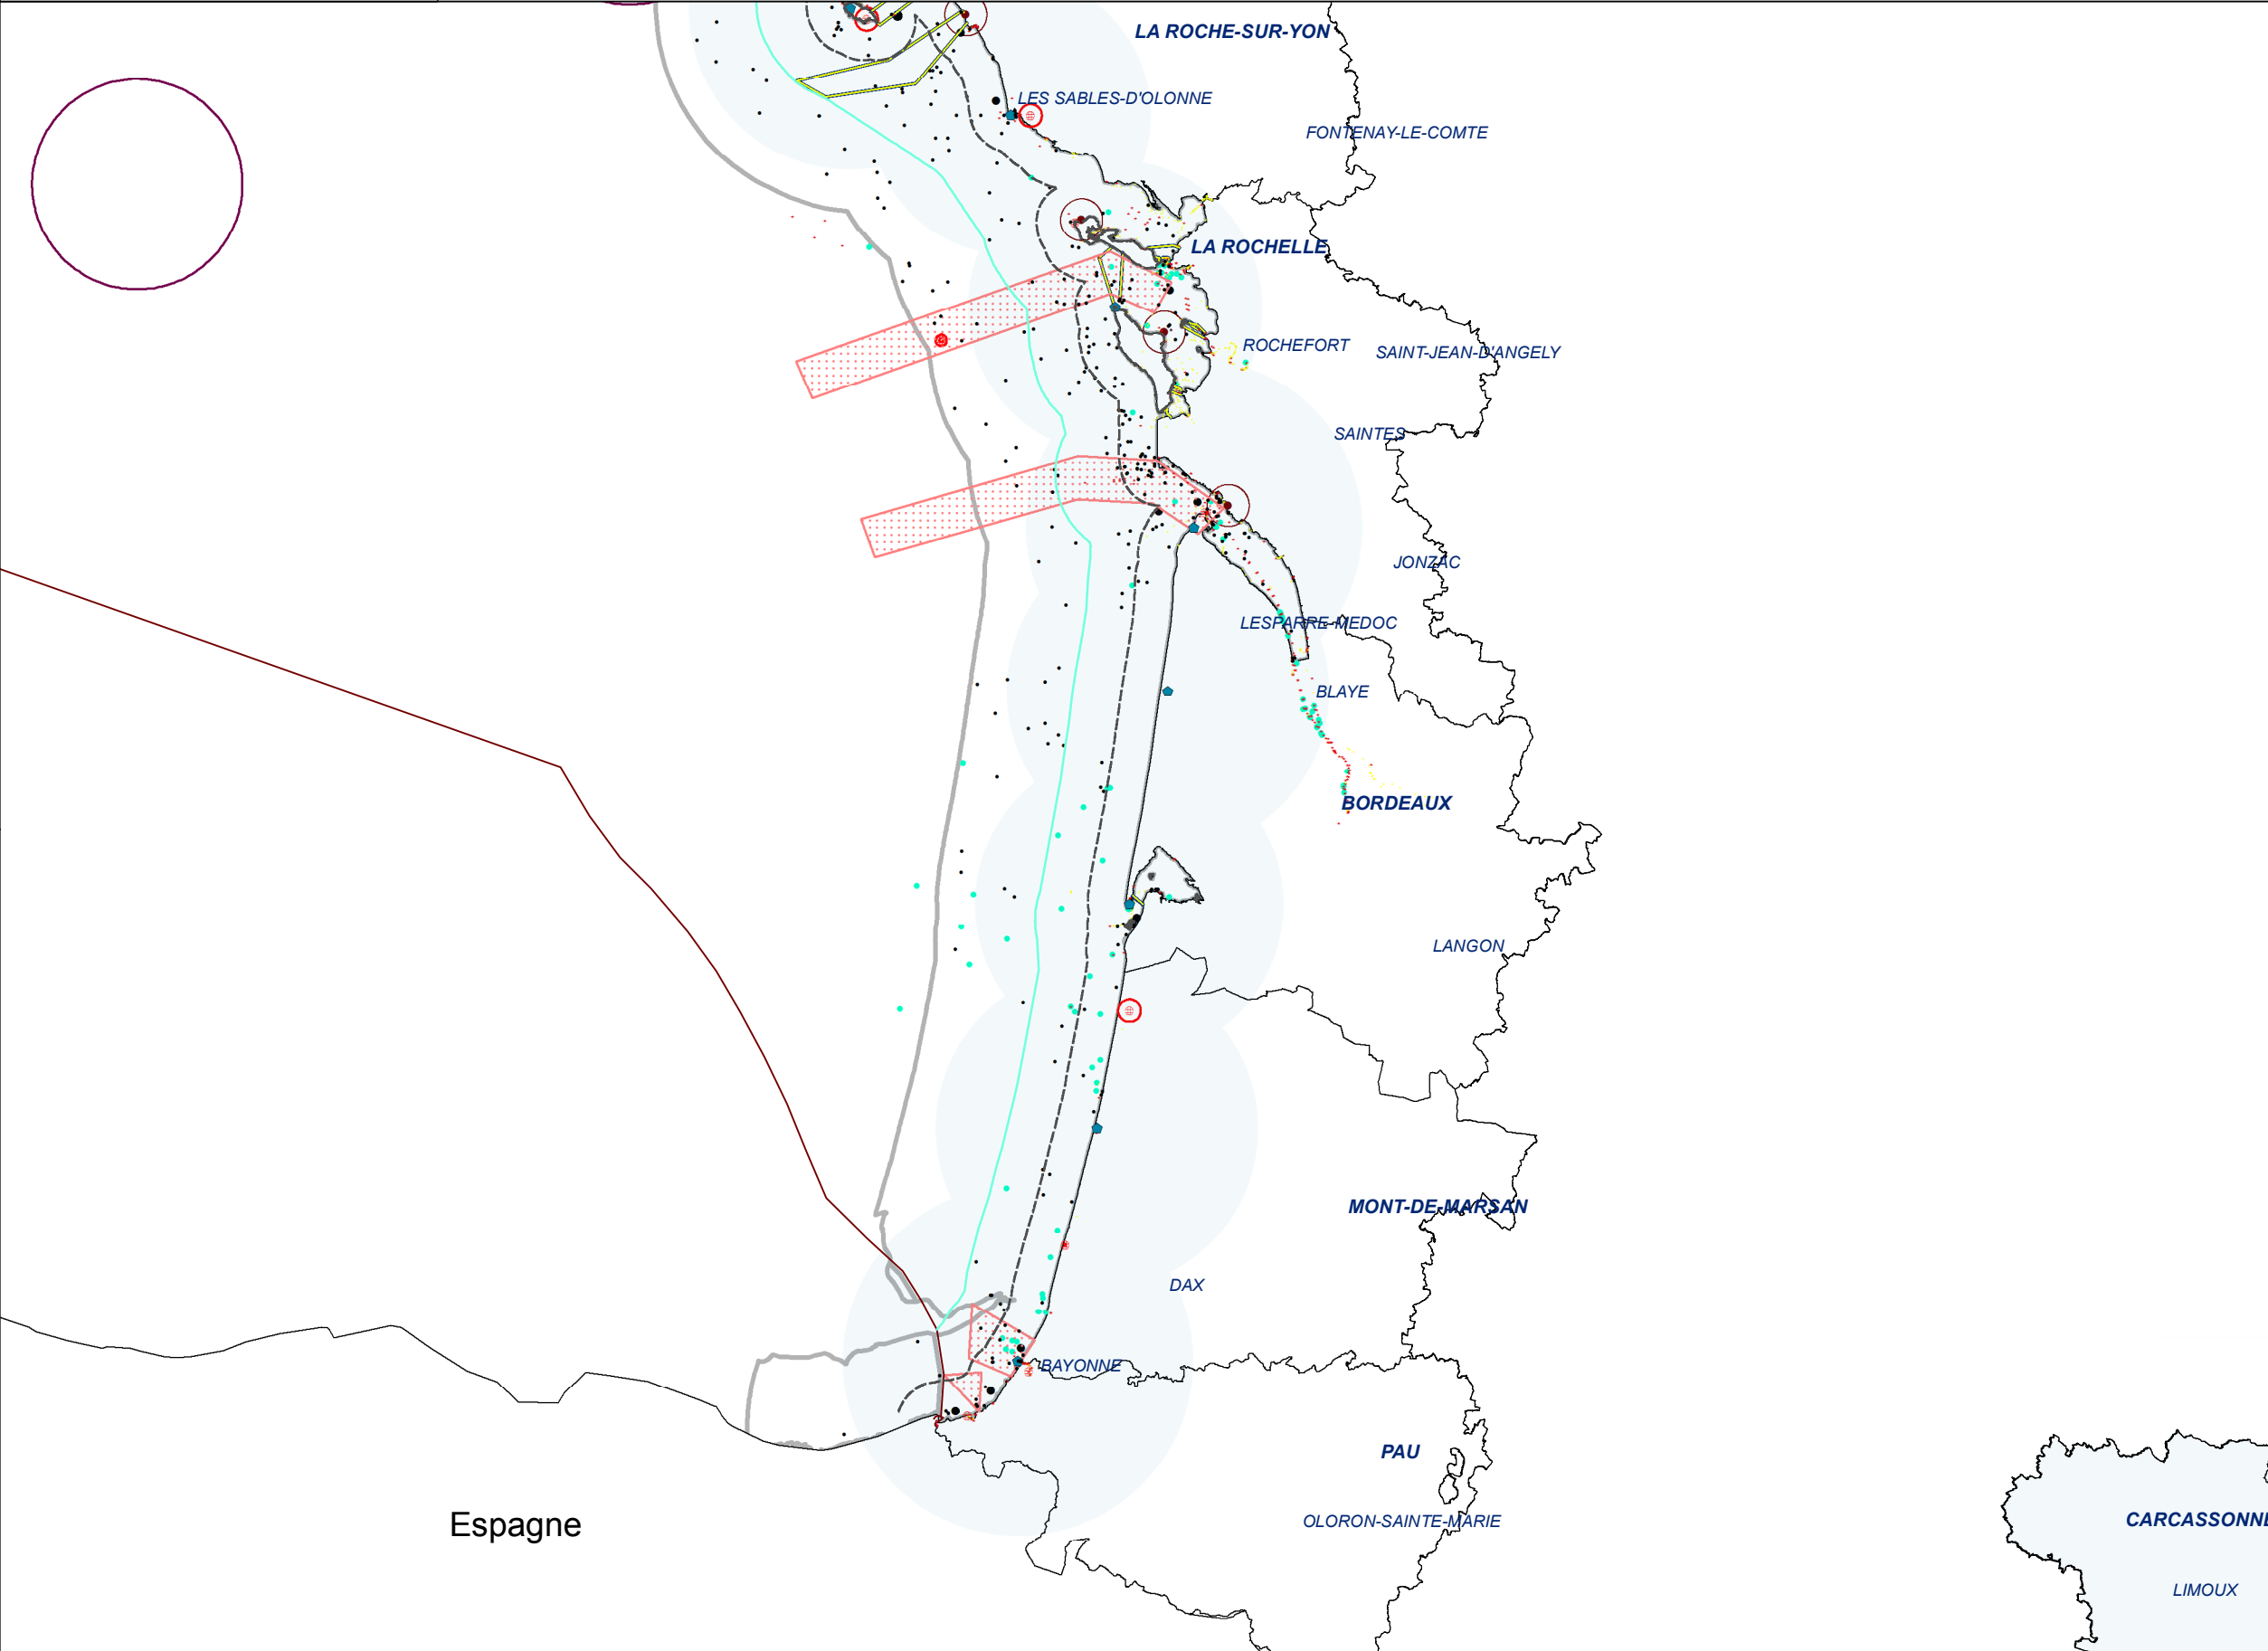 LA ROCHE-SUR-YON
LES SABLES-D'OLONNE
FONTENAY-LE-COMTE
LA ROCHELLE
ROCHEFORT
SAINT-JEAN-D'ANGELY
SAINTES
JONZAC
LESPARRE-MEDOC
BLAYE
BORDEAUX
LANGON
MONT-DE-MARSAN
DAX
BAYONNE
PAU
Espagne
OLORON-SAINTE-MARIE
CARCASSONNE
LIMOUX